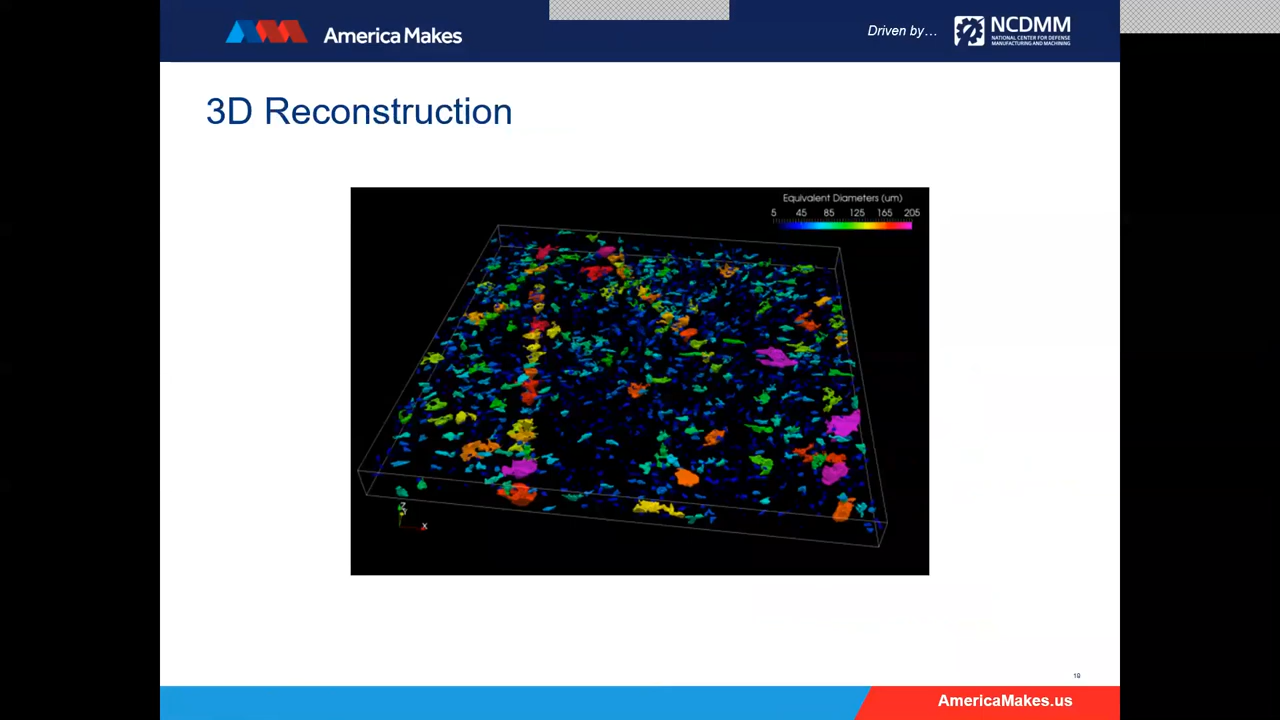 America Makes
Driven by…
NCDMM
NATIONAL CENTER FOR DEFENSE
MANUFACTURING AND MACHINING
3D Reconstruction
Equivalent Diameters (um)
5 45 85 125 165 205
Z
Y
X
18
AmericaMakes.us